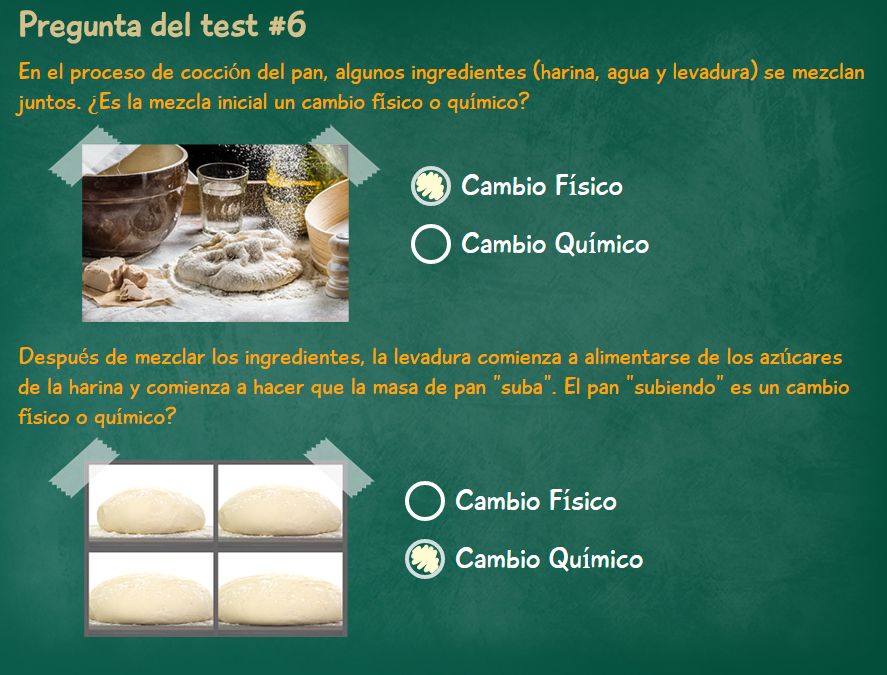 Pregunta del test #6
En el proceso de cocción del pan, algunos ingredientes (harina, agua y levadura) se mezclan
juntos. ¿Es la mezcla inicial un cambio físico o químico?
Cambio Físico
Cambio Químico
Después de mezclar los ingredientes, la levadura comienza a alimentarse de los azúcares
de la harina y comienza a hacer que la masa de pan "suba". El pan "subiendo" es un cambio
físico o químico?
Cambio Físico
Cambio Químico